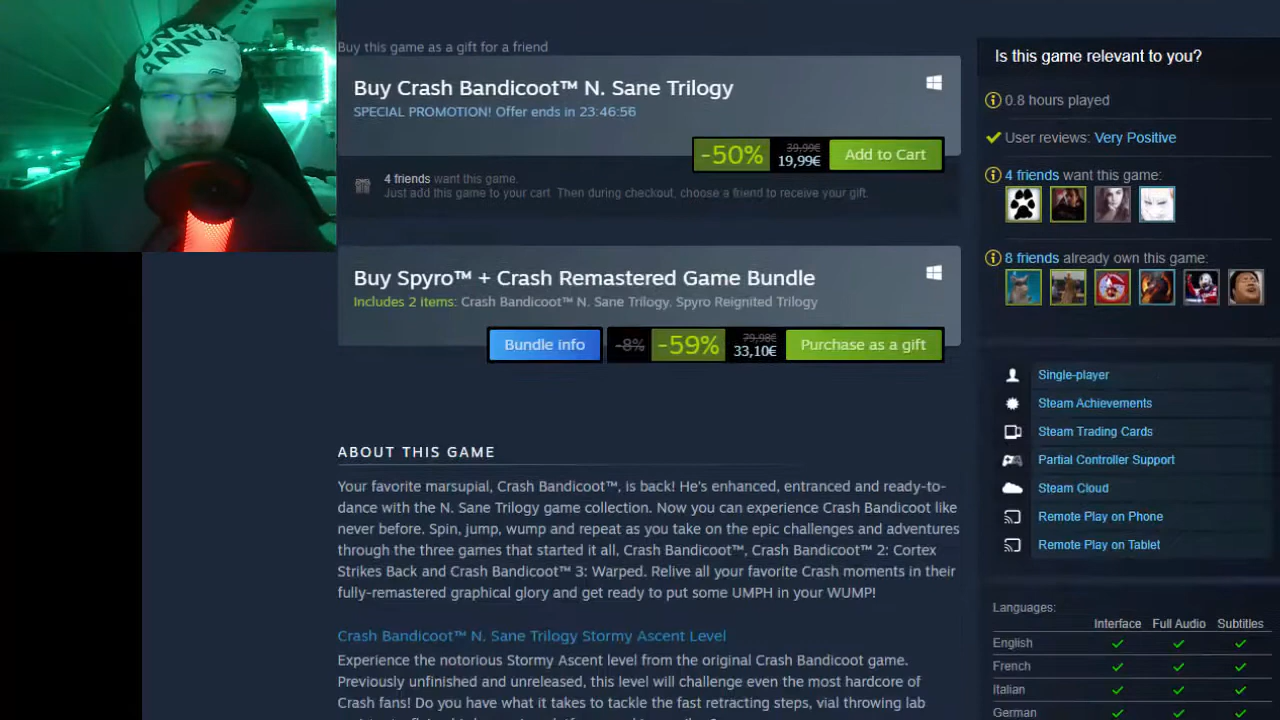 Buy this game as a gift for a friend
Buy Crash Bandicoot™ N. Sane Trilogy
SPECIAL PROMOTION! Offer ends in 23:46:56
-50%
39,99€
19,99€
Add to Cart
4 friends want this game.
Just add this game to your cart. Then during checkout, choose a friend to receive your gift.
Buy Spyro™ + Crash Remastered Game Bundle
Includes 2 items: Crash Bandicoot™ N. Sane Trilogy, Spyro Reignited Trilogy
Bundle info
-8%
-59%
79,98€
33,10€
Purchase as a gift
ABOUT THIS GAME
Your favorite marsupial, Crash Bandicoot™, is back! He's enhanced, entranced and ready-to-
dance with the N. Sane Trilogy game collection. Now you can experience Crash Bandicoot like
never before. Spin, jump, wump and repeat as you take on the epic challenges and adventures
through the three games that started it all, Crash Bandicoot™, Crash Bandicoot™ 2: Cortex
Strikes Back and Crash Bandicoot™ 3: Warped. Relive all your favorite Crash moments in their
fully-remastered graphical glory and get ready to put some UMPH in your WUMP!
Crash Bandicoot™ N. Sane Trilogy Stormy Ascent Level
Experience the notorious Stormy Ascent level from the original Crash Bandicoot game.
Previously unfinished and unreleased, this level will challenge even the most hardcore of
Crash fans! Do you have what it takes to tackle the fast retracting steps, vial throwing lab
Is this game relevant to you?
0.8 hours played
User reviews: Very Positive
4 friends want this game:
8 friends already own this game:
Single-player
Steam Achievements
Steam Trading Cards
Partial Controller Support
Steam Cloud
Remote Play on Phone
Remote Play on Tablet
Languages:
Interface Full Audio Subtitles
English
French
Italian
German